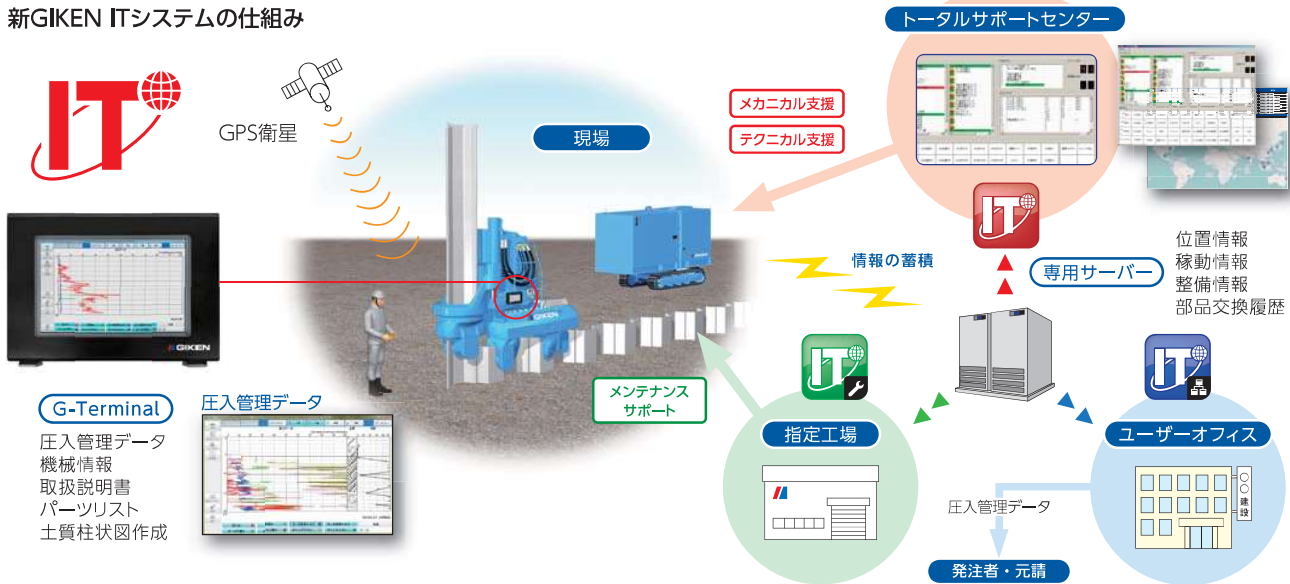 新GIKEN ITシステムの仕組み
トータルサポートセンター
IT
GPS衛星
メカニカル支援
テクニカル支援
現場
IT
情報の蓄積
専用サーバー
位置情報
稼動情報
整備情報
部品交換履歴
GIKEN
GIKEN
G-Terminal
圧入管理データ
機械情報
取扱説明書
パーツリスト
土質柱状図作成
圧入管理データ
メンテナンス
サポート
IT
IT
指定工場
ユーザーオフィス
〇〇建設
圧入管理データ
発注者・元請